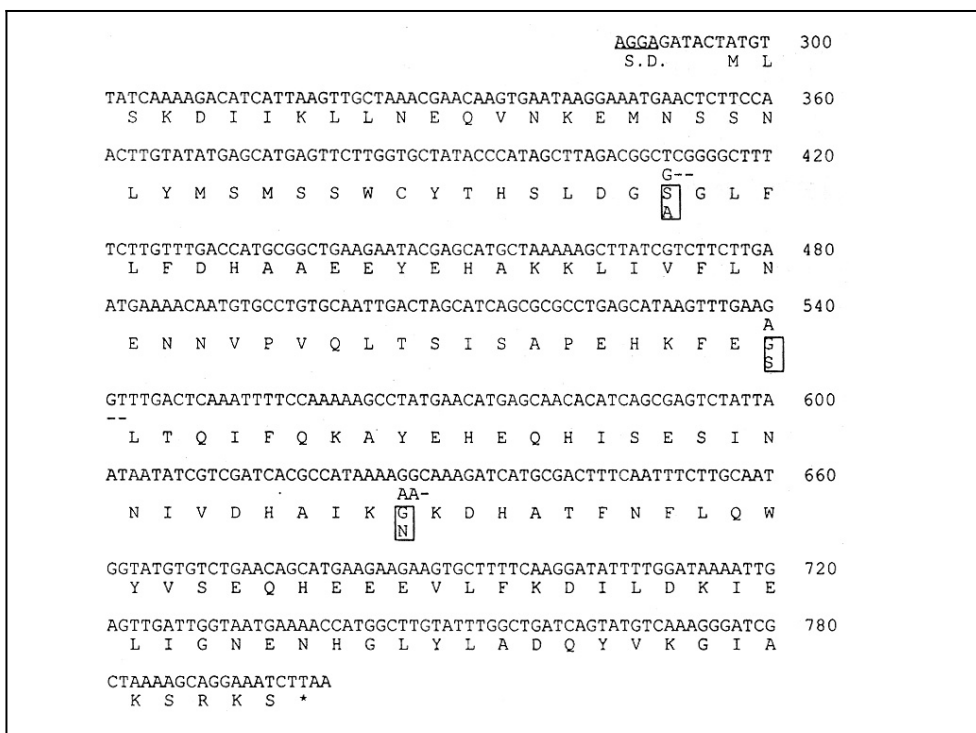 AGGAGATACTATGT 300
S.D. M L
TATCAAAAGACATCATTAAGTTGCTAAACGAACAAGTGAATAAGGAAATGAACTCTTCCA 360
S K D I I K L L N E Q V N K E M N S S N
ACTTGTATATGAGCATGAGTTCTTGGTGCTATACCCATAGCTTAGACGGCTCGGGGCTTT 420
G--
L Y M S M S S W C Y T H S L D G S G L F
A
TCTTGTTTGACCATGCGGCTGAAGAATACGAGCATGCTAAAAAGCTTATCGTCTTCTTGA 480
L F D H A A E E Y E H A K K L I V F L N
ATGAAAACAATGTGCCTGTGCAATTGACTAGCATCAGCGCGCCTGAGCATAAGTTTGAAG 540
A
E N N V P V Q L T S I S A P E H K F E G
S
GTTTGACTCAAATTTTCCAAAAAGCCTATGAACATGAGCAACACATCAGCGAGTCTATTA 600
--
L T Q I F Q K A Y E H E Q H I S E S I N
ATAATATCGTCGATCACGCCATAAAAGGCAAAGATCATGCGACTTTCAATTTCTTGCAAT 660
AA-
N I V D H A I K G K D H A T F N F L Q W
N
GGTATGTGTCTGAACAGCATGAAGAAGAAGTGCTTTTCAAGGATATTTTGGATAAAATTG 720
Y V S E Q H E E E V L F K D I L D K I E
AGTTGATTGGTAATGAAAACCATGGCTTGTATTTGGCTGATCAGTATGTCAAAGGGATCG 780
L I G N E N H G L Y L A D Q Y V K G I A
CTAAAAGCAGGAAATCTTAA
K S R K S *